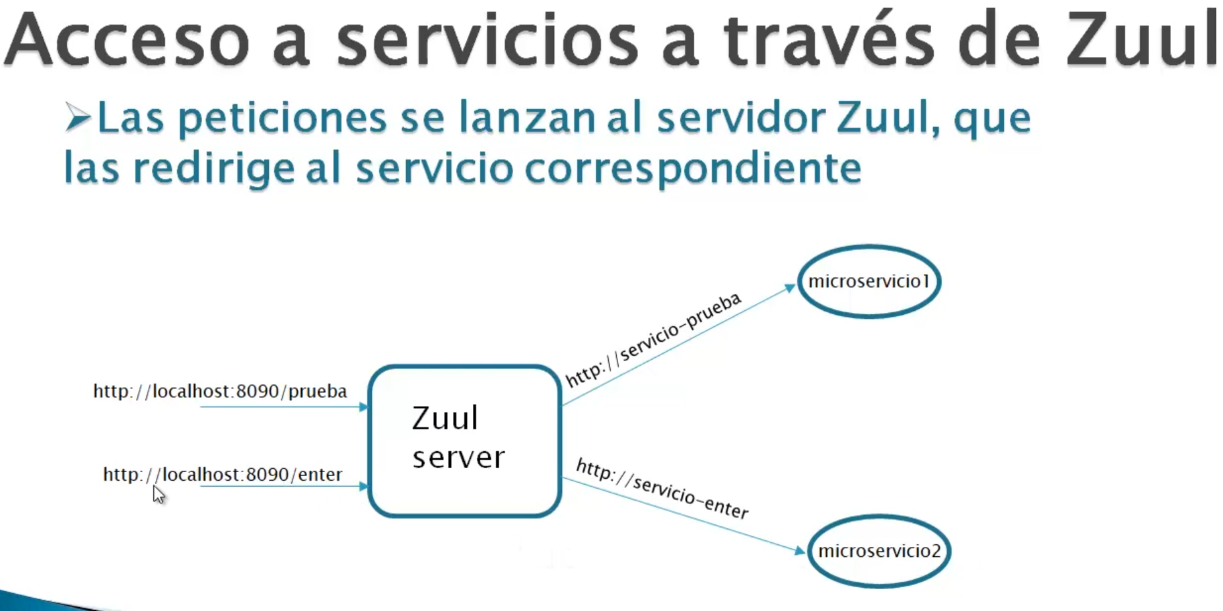 Acceso a servicios a través de Zuul
➢Las peticiones se lanzan al servidor Zuul, que
las redirige al servicio correspondiente
microservicio1
http://servicio-prueba
http://localhost:8090/prueba
Zuul
server
http://localhost:8090/enter
http://servicio-enter
microservicio2